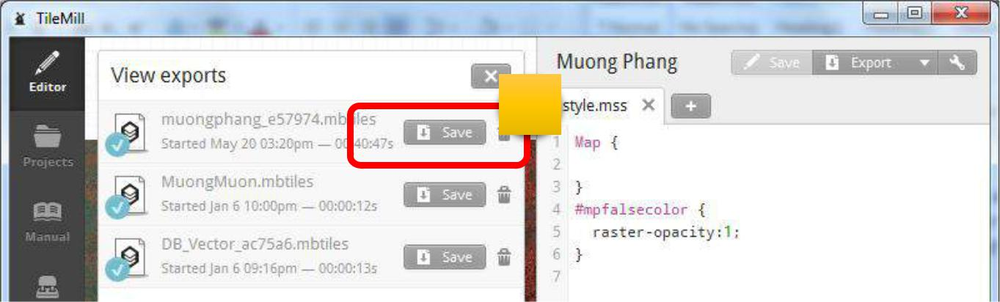 TileMill
Editor
Projects
Manual
View exports
muongphang_e57974.mbtiles
Started May 20 03:20pm — 00:40:47s
Save
MuongMuon.mbtiles
Started Jan 6 10:00pm — 00:00:12s
Save
DB_Vector_ac75a6.mbtiles
Started Jan 6 09:16pm — 00:00:13s
Save
Muong Phang
Save Export
style.mss
1 Map {
2
3 }
4 #mpfalsecolor {
5 raster-opacity:1;
6 }
7